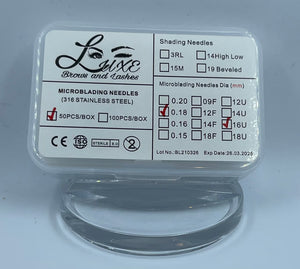 Luxe
Brows and Lashes
MICROBLADING NEEDLES
(316 STAINLESS STEEL)
50PCS/BOX 100PCS/BOX
STERILE R
Shading Needles
3RL 14High Low
15M 19 Beveled
Microblading Needles Dia (mm)
0.20 09F 12U
0.18 12F 14U
0.16 14F 16U
0.15 18F 18U
Lot No.:BL210326 Exp Date:26.03.2026